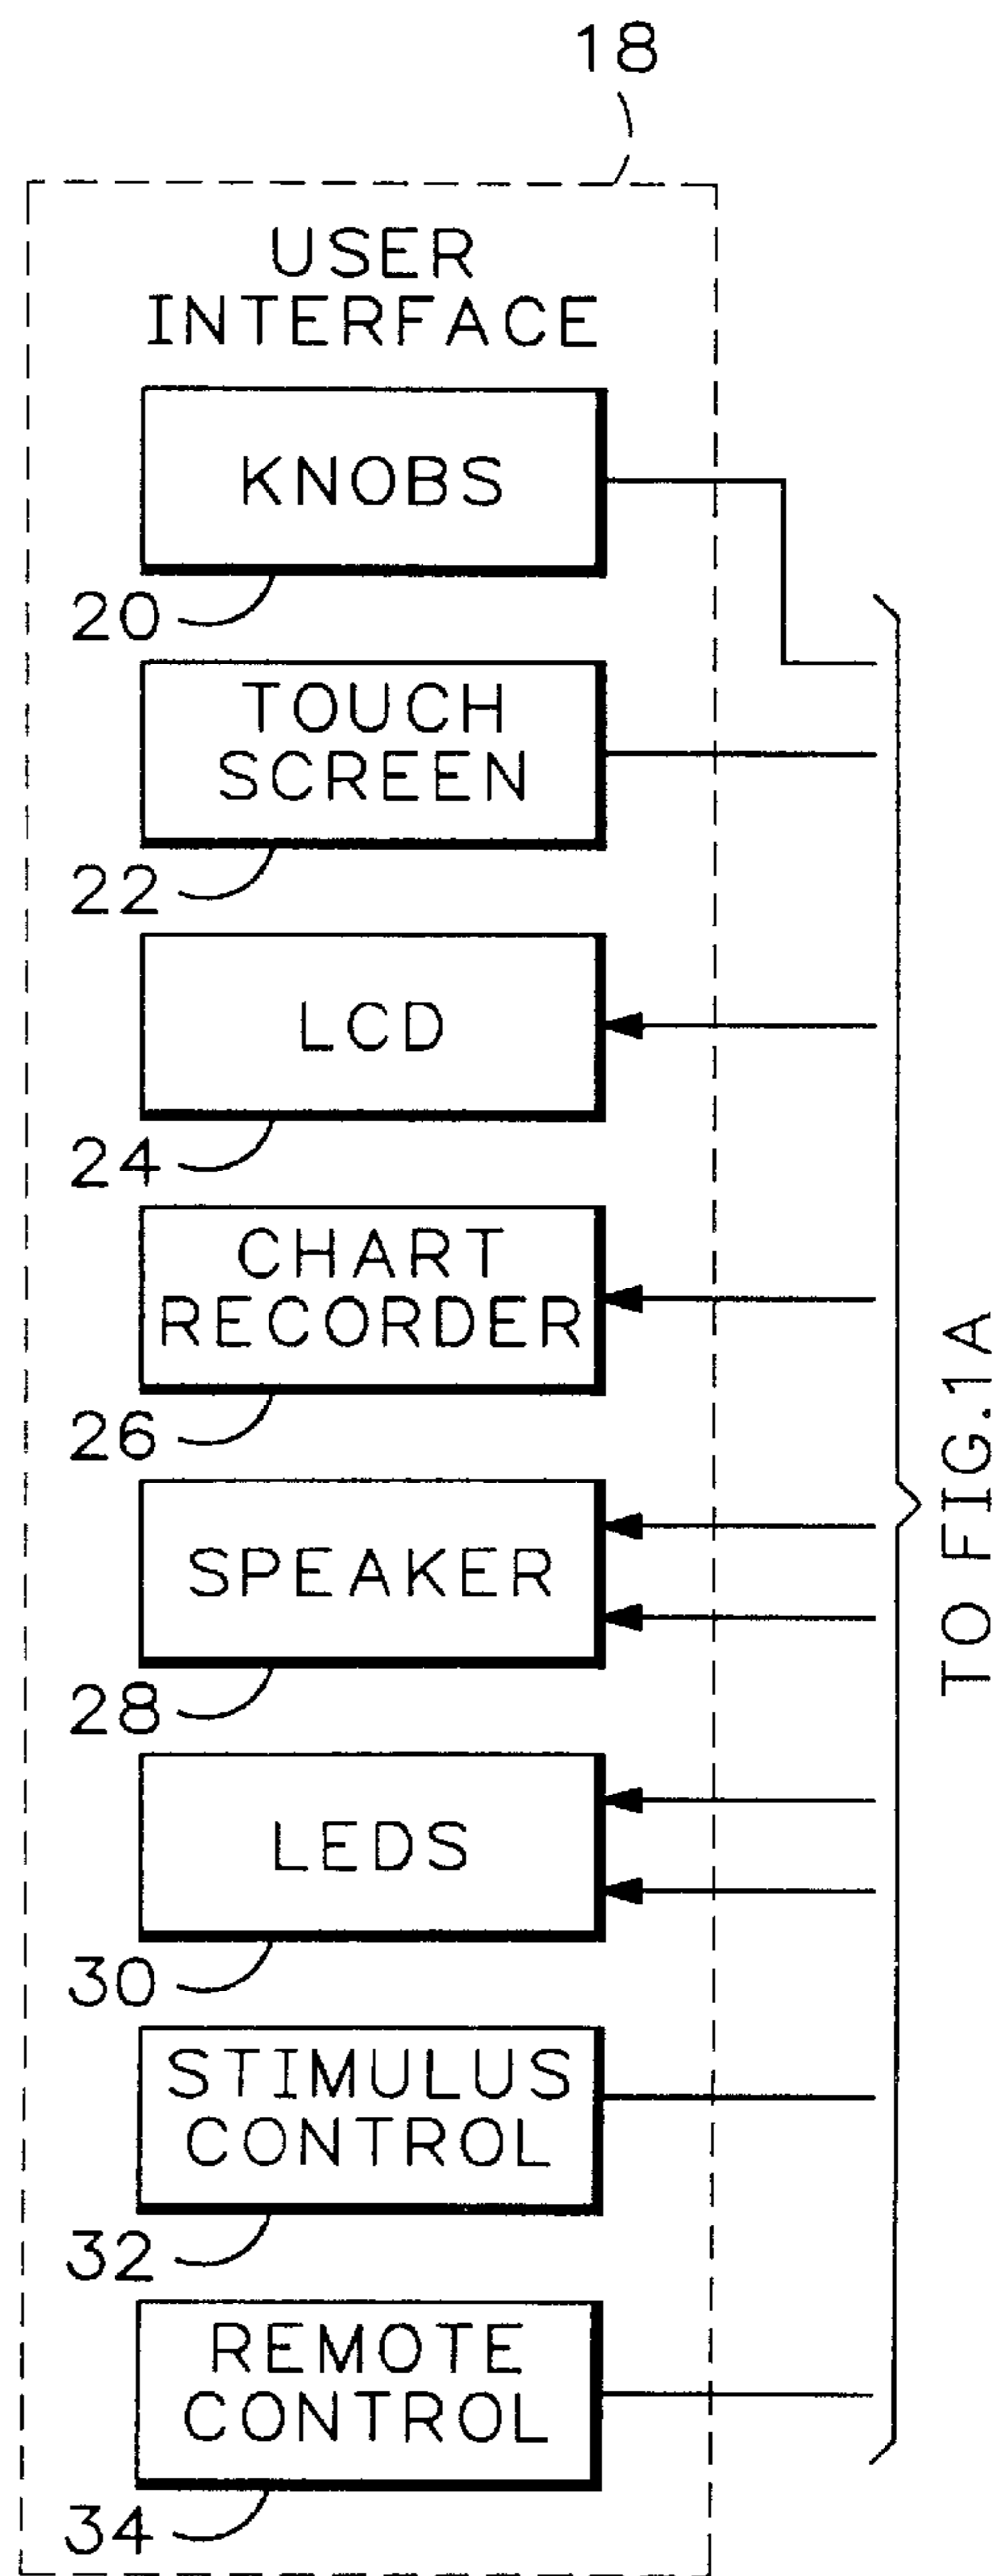 18
USER
INTERFACE
KNOBS
20
TOUCH
SCREEN
22
LCD
24
CHART
RECORDER
26
SPEAKER
28
LEDS
30
STIMULUS
CONTROL
32
REMOTE
CONTROL
34
TO FIG.1A